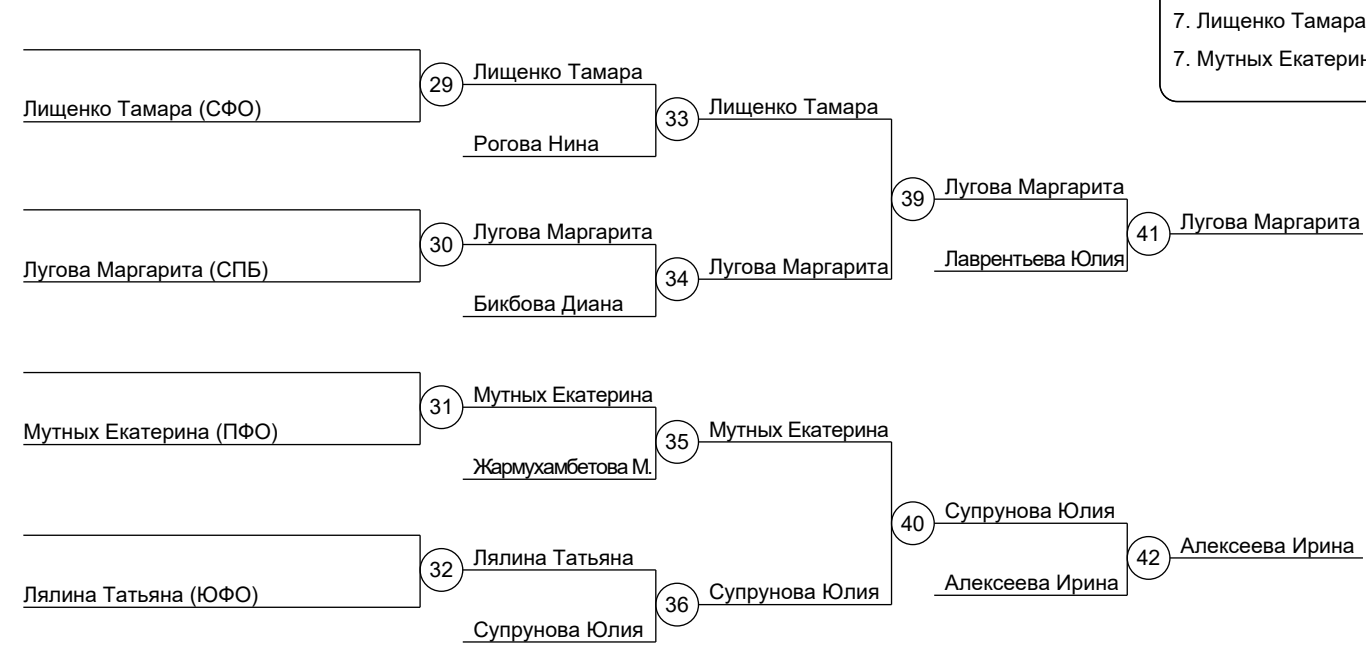 7. Лищенко Тамара
7. Мутных
29
Лищенко Тамара
Лищенко Тамара (СФО)
33
Лищенко Тамара
Рогова Нина
39
Лугова Маргарита
30
Лугова Маргарита
41
Лугова Маргарита
Лугова Маргарита (СПБ)
34
Лугова Маргарита
Лаврентьева Юлия
Бикбова Диана
31
Мутных Екатерина
Мутных Екатерина (ПФО)
35
Мутных Екатерина
Жармухамбетова М.
40
Супрунова Юлия
32
Лялина Татьяна
42
Алексеева Ирина
Лялина Татьяна (ЮФО)
36
Супрунова Юлия
Алексеева Ирина
Супрунова Юлия